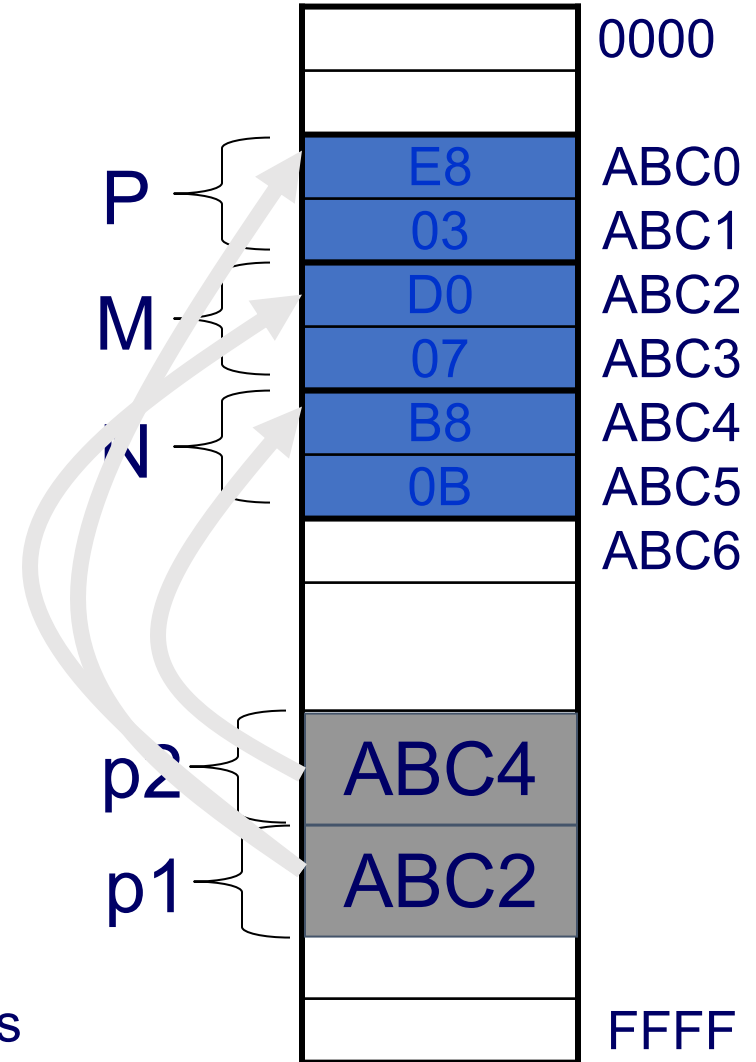 0000
E8 ABC0
P
03 ABC1
D0 ABC2
M
07 ABC3
B8 ABC4
N
0B ABC5
ABC6
p2 ABC4
p1 ABC2
s FFFF